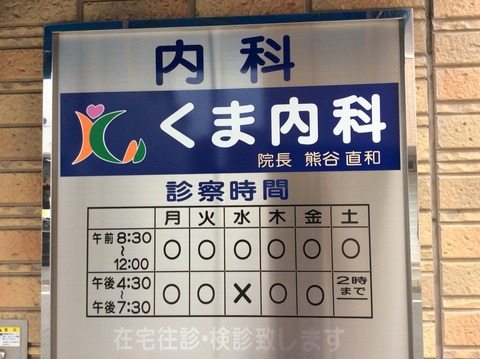 内科
くま内科
院長 熊谷 直和
診察時間
月 火 水 木 金 土
午前 8:30 〜 12:00 ○ ○ ○ ○ ○ ○
午後 4:30 〜 午後 7:30 ○ ○ × ○ ○ 2時まで
在宅往診・検診致します